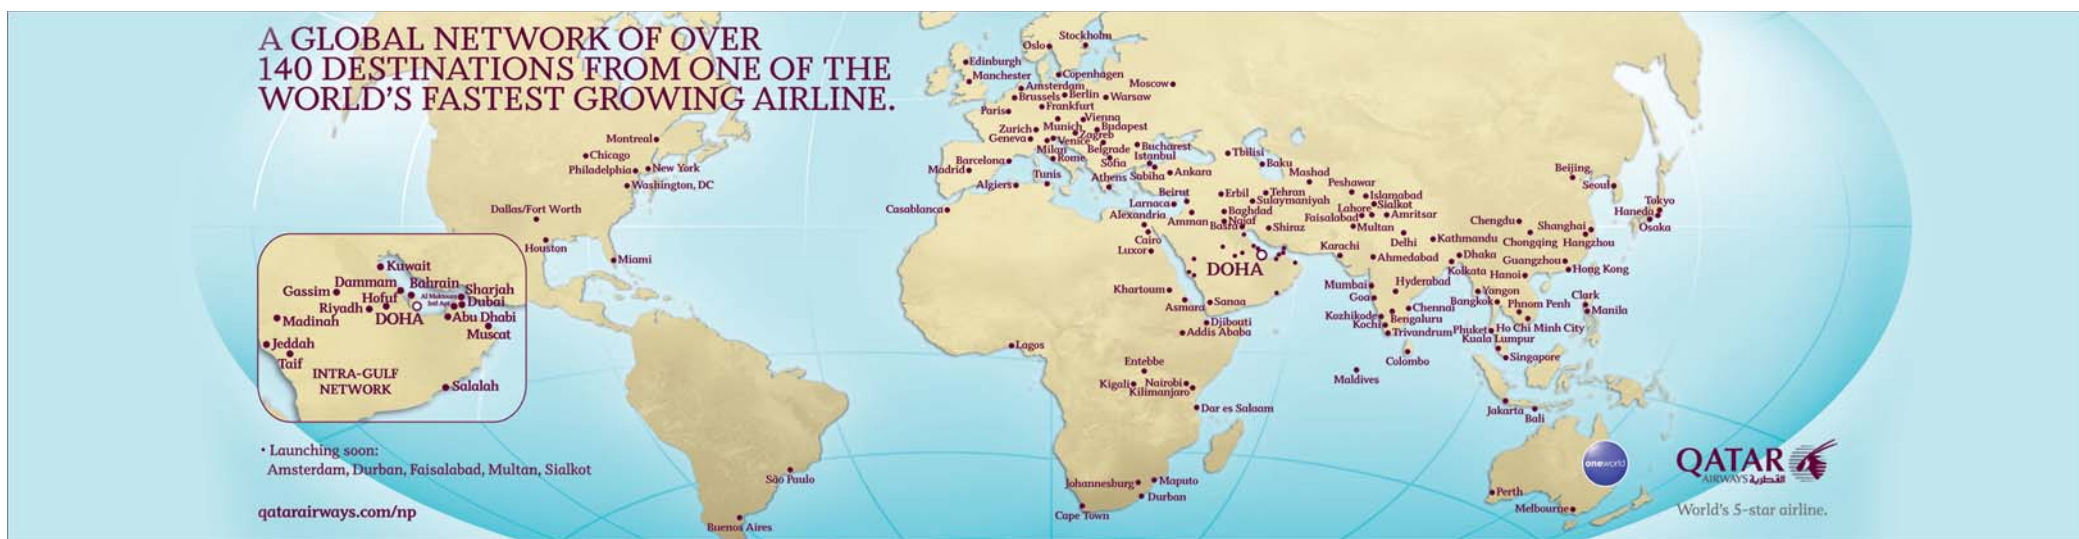 A GLOBAL NETWORK OF OVER
140 DESTINATIONS FROM ONE OF THE
WORLD'S FASTEST GROWING AIRLINE.
Montreal
Chicago
Philadelphia
New York
Washington, DC
Dallas/Fort Worth
Houston
Miami
São Paulo
Buenos Aires
Kuwait
Dammam
Bahrain
Sharjah
Gassim
Hofuf
Al Maktoum
Intl Apt
Dubai
Riyadh
DOHA
Abu Dhabi
Madinah
Muscat
Jeddah
Taif
INTRA-GULF
NETWORK
Salalah
• Launching soon:
Amsterdam, Durban, Faisalabad, Multan, Sialkot
qatarairways.com/np
Stockholm
Oslo
Edinburgh
Manchester
Copenhagen
Moscow
Amsterdam
Brussels
Berlin
Warsaw
Paris
Frankfurt
Vienna
Zurich
Munich
Budapest
Geneva
Zagreb
Venice
Milan
Belgrade
Bucharest
Barcelona
Rome
Sofia
Istanbul
Madrid
Tunis
Athens
Sabiha
Ankara
Algiers
Casablanca
Tbilisi
Baku
Mashad
Peshawar
Beirut
Erbil
Tehran
Islamabad
Larnaca
Sulaymaniyah
Lahore
Sialkot
Alexandria
Baghdad
Faisalabad
Amritsar
Amman
Najaf
Basra
Shiraz
Multan
Cairo
Luxor
Karachi
Delhi
Kathmandu
DOHA
Ahmedabad
Dhaka
Kolkata
Khartoum
Asmara
Sanaa
Mumbai
Hyderabad
Goa
Djibouti
Addis Ababa
Kozhikode
Chennai
Bengaluru
Kochi
Trivandrum
Colombo
Maldives
Lagos
Entebbe
Kigali
Nairobi
Kilimanjaro
Dar es Salaam
Johannesburg
Maputo
Durban
Cape Town
Beijing
Seoul
Tokyo
Haneda
Osaka
Chengdu
Shanghai
Chongqing
Hangzhou
Guangzhou
Hanoi
Hong Kong
Yangon
Bangkok
Phnom Penh
Clark
Manila
Phuket
Ho Chi Minh City
Kuala Lumpur
Singapore
Jakarta
Bali
Perth
Melbourne
oneworld
QATAR
AIRWAYS القطرية
World's 5-star airline.